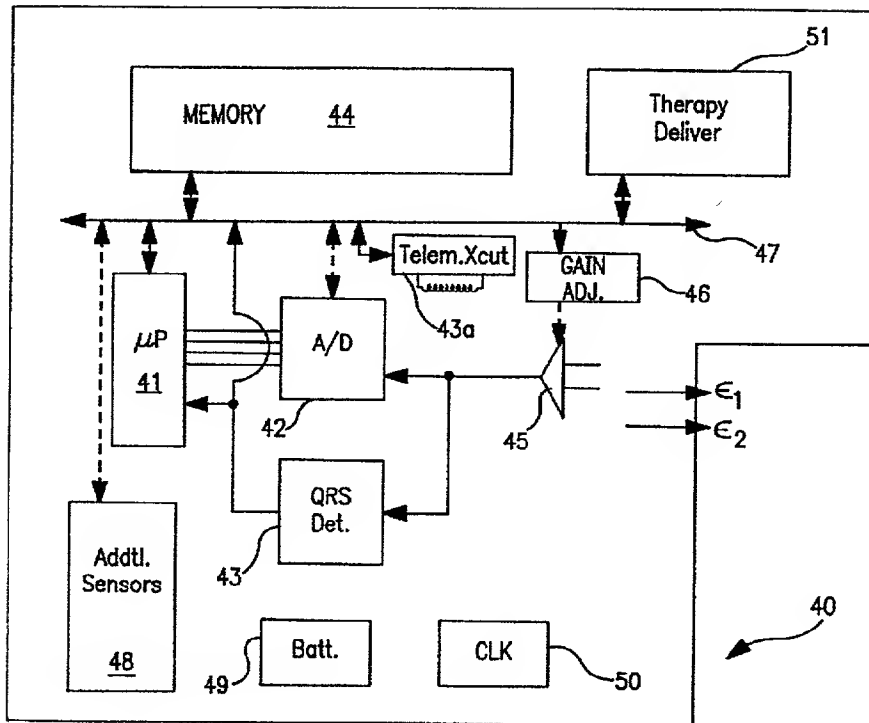 51
MEMORY 44
Therapy
Deliver
47
Telem.Xcut
43a
GAIN
ADJ.
46
μP
41
A/D
42
45
ϵ1
ϵ2
QRS
Det.
43
Addtl.
Sensors
48
40
Batt.
49
CLK
50